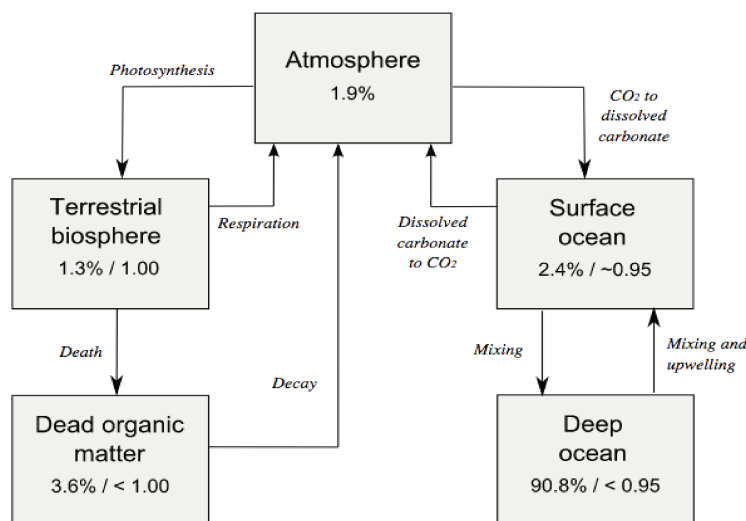 Atmosphere
1.9%
Photosynthesis
CO₂ to
dissolved
carbonate
Terrestrial
biosphere
1.3% / 1.00
Respiration
Dissolved
carbonate
to CO₂
Surface
ocean
2.4% / ~0.95
Death
Decay
Mixing
Mixing and
upwelling
Dead organic
matter
3.6% / < 1.00
Deep
ocean
90.8% / < 0.95